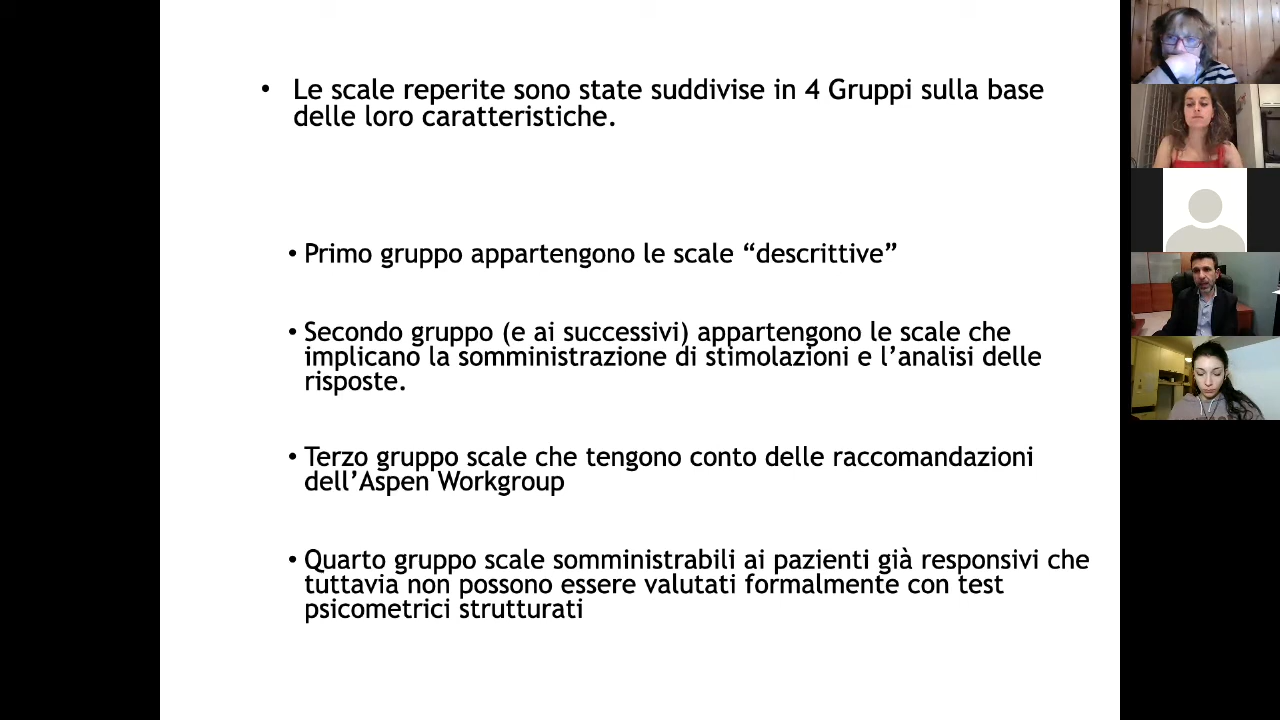 • Le scale reperite sono state suddivise in 4 Gruppi sulla base
delle loro caratteristiche.
• Primo gruppo appartengono le scale “descrittive”
• Secondo gruppo (e ai successivi) appartengono le scale che
implicano la somministrazione di stimolazioni e l’analisi delle
risposte.
• Terzo gruppo scale che tengono conto delle raccomandazioni
dell’Aspen Workgroup
• Quarto gruppo scale somministrabili ai pazienti già responsivi che
tuttavia non possono essere valutati formalmente con test
psicometrici strutturati